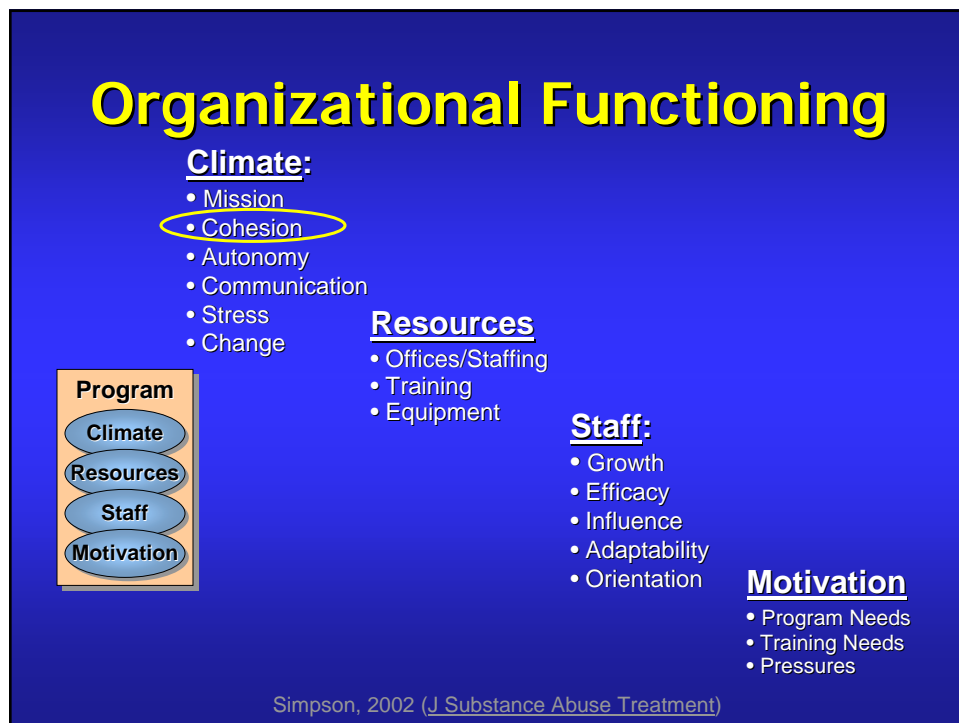 Organizational Functioning
Climate:
• Mission
• Cohesion
• Autonomy
• Communication
• Stress
• Change
Resources
• Offices/Staffing
• Training
• Equipment
Program
Climate
Resources
Staff
Motivation
Staff:
• Growth
• Efficacy
• Influence
• Adaptability
• Orientation
Motivation
• Program Needs
• Training Needs
• Pressures
Simpson, 2002 (J Substance Abuse Treatment)